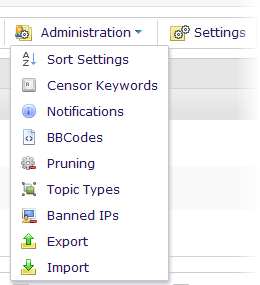 Administration
Settings
Sort Settings
Censor Keywords
Notifications
BBCodes
Pruning
Topic Types
Banned IPs
Export
Import